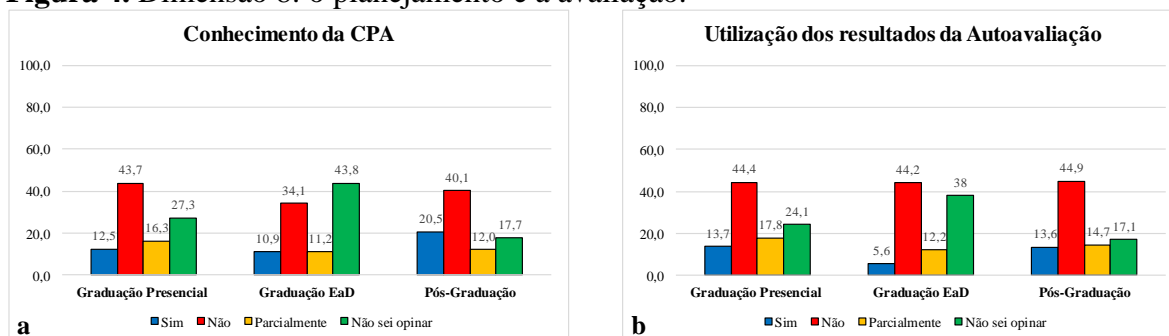 Figura 4. Dimensão 8: o planejamento e a avaliação.
Conhecimento da CPA
100,0
80,0
60,0
40,0
20,0
0,0
12,5
43,7
16,3
27,3
10,9
34,1
11,2
43,8
20,5
40,1
12,0
17,7
Graduação Presencial
Graduação EaD
Pós-Graduação
Sim Não Parcialmente Não sei opinar
a
Utilização dos resultados da Autoavaliação
100,0
80,0
60,0
40,0
20,0
0,0
13,7
44,4
17,8
24,1
5,6
44,2
12,2
38
13,6
44,9
14,7
17,1
Graduação Presencial
Graduação EaD
Pós-Graduação
Sim Não Parcialmente Não sei opinar
b